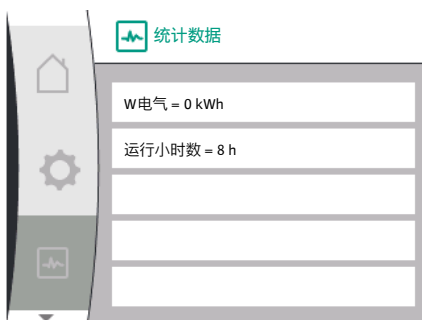 统计数据
W电气 = 0 kWh
运行小时数 = 8 h